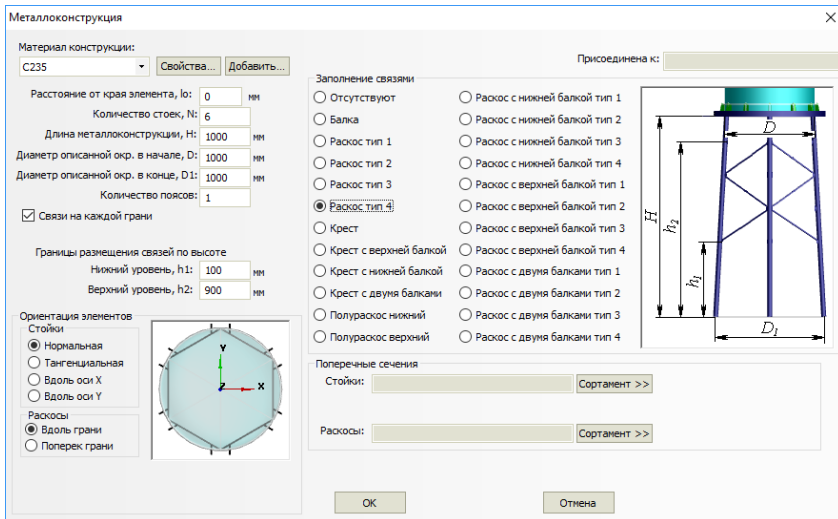 Металлоконструкция
Материал конструкции:
С235
Свойства...
Добавить...
Присоединена к:
Расстояние от края элемента, lo: 0 мм
Количество стоек, N: 6
Длина металлоконструкции, H: 1000 мм
Диаметр описанной окр. в начале, D: 1000 мм
Диаметр описанной окр. в конце, D1: 1000 мм
Количество поясов: 1
Связи на каждой грани
Границы размещения связей по высоте
Нижний уровень, h1: 100 мм
Верхний уровень, h2: 900 мм
Ориентация элементов
Стойки
Нормальная
Тангенциальная
Вдоль оси X
Вдоль оси Y
Раскосы
Вдоль грани
Поперек грани
Y
Z
X
Заполнение связями
Отсутствуют
Балка
Раскос тип 1
Раскос тип 2
Раскос тип 3
Раскос тип 4
Крест
Крест с верхней балкой
Крест с нижней балкой
Крест с двумя балками
Полураскос нижний
Полураскос верхний
Раскос с нижней балкой тип 1
Раскос с нижней балкой тип 2
Раскос с нижней балкой тип 3
Раскос с нижней балкой тип 4
Раскос с верхней балкой тип 1
Раскос с верхней балкой тип 2
Раскос с верхней балкой тип 3
Раскос с верхней балкой тип 4
Раскос с двумя балками тип 1
Раскос с двумя балками тип 2
Раскос с двумя балками тип 3
Раскос с двумя балками тип 4
D
H
h2
h1
D1
Поперечные сечения
Стойки:
Сортамент >>
Раскосы:
Сортамент >>
OK
Отмена